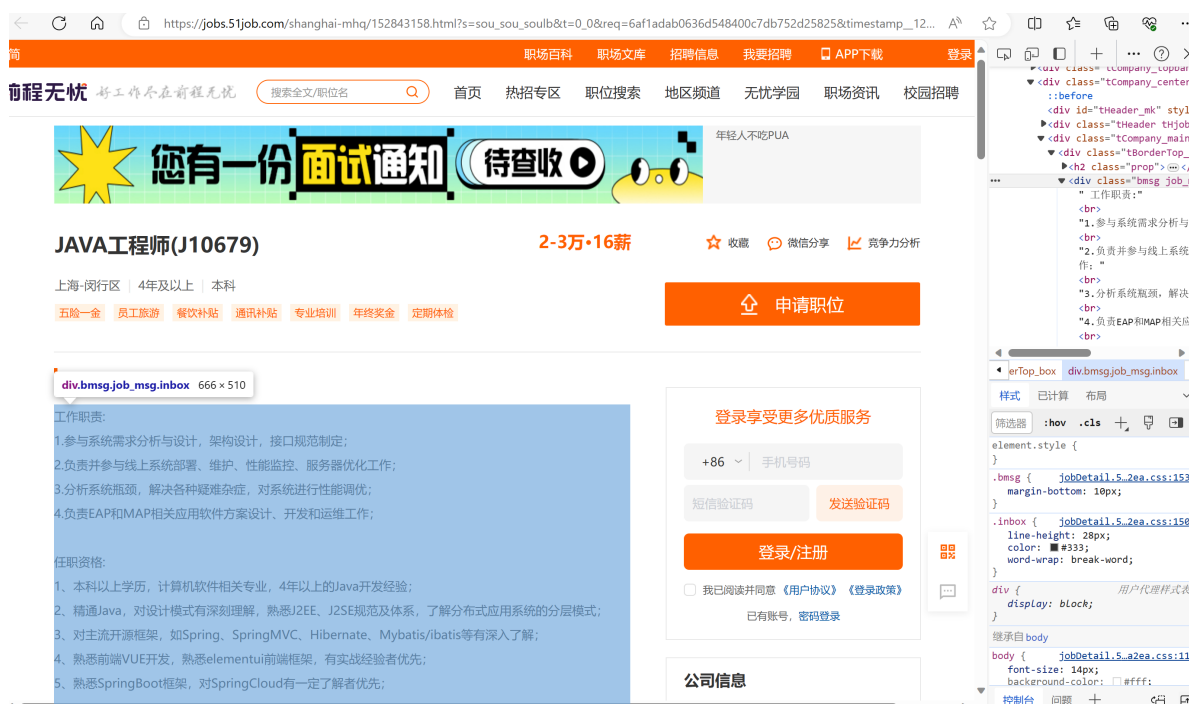 https://jobs.51job.com/shanghai-mhq/152843158.html?s=sou_sou_soulb&t=0_0&req=6af1adab0636d548400c7db752d25825&timestamp__12...
简 职场百科 职场文库 招聘信息 我要招聘 APP下载 登录
前程无忧 好工作尽在前程无忧 搜索全文/职位名 首页 热招专区 职位搜索 地区频道 无忧学园 职场资讯 校园招聘
您有一份面试通知 待查收
年轻人不吃PUA
JAVA工程师(J10679) 2-3万·16薪 收藏 微信分享 竞争力分析
上海-闵行区 4年及以上 本科
五险一金 员工旅游 餐饮补贴 通讯补贴 专业培训 年终奖金 定期体检
申请职位
div.bmsg.job_msg.inbox 666 × 510
工作职责:
1.参与系统需求分析与设计，架构设计，接口规范制定；
2.负责并参与线上系统部署、维护、性能监控、服务器优化工作；
3.分析系统瓶颈，解决各种疑难杂症，对系统进行性能调优；
4.负责EAP和MAP相关应用软件方案设计、开发和运维工作；
任职资格:
1、本科以上学历，计算机软件相关专业，4年以上的Java开发经验；
2、精通Java，对设计模式有深刻理解，熟悉J2EE、J2SE规范及体系，了解分布式应用系统的分层模式；
3、对主流开源框架，如Spring、SpringMVC、Hibernate、Mybatis/ibatis等有深入了解；
4、熟悉前端VUE开发，熟悉elementui前端框架，有实战经验者优先；
5、熟悉SpringBoot框架，对SpringCloud有一定了解者优先；
登录享受更多优质服务
+86 手机号码
短信验证码 发送验证码
登录/注册
我已阅读并同意《用户协议》《登录政策》
已有账号，密码登录
公司信息
<div class="tCompany_topbar
<div class="tCompany_center
::before
<div id="tHeader_mk" styl
<div class="tHeader tHjob
<div class="tCompany_main
<div class="tBorderTop_
<h2 class="prop">…</
<div class="bmsg job_m
" 工作职责:"
<br>
"1.参与系统需求分析与
<br>
"2.负责并参与线上系统
作；"
<br>
"3.分析系统瓶颈，解决
<br>
"4.负责EAP和MAP相关应
<br>
erTop_box div.bmsg.job_msg.inbox
样式 已计算 布局
筛选器 :hov .cls
element.style {
}
.bmsg { jobDetail.5…2ea.css:153
margin-bottom: 10px;
}
.inbox { jobDetail.5…2ea.css:150
line-height: 28px;
color: #333;
word-wrap: break-word;
}
div { 用户代理样式表
display: block;
}
继承自 body
body { jobDetail.5…a2ea.css:11
font-size: 14px;
background-color: #fff;
控制台 问题